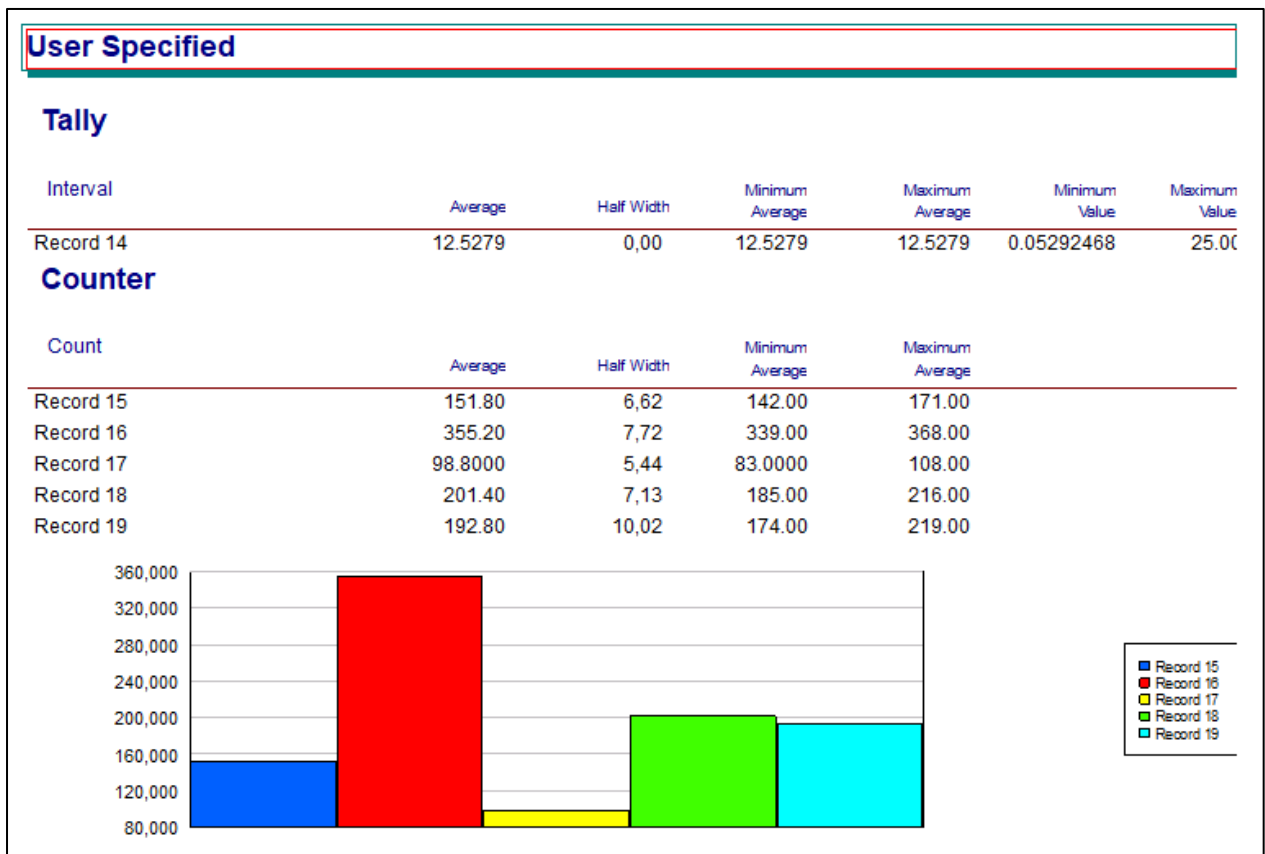 User Specified
Tally
Interval Average Half Width Minimum Average Maximum Average Minimum Value Maximum Value
Record 14 12.5279 0,00 12.5279 12.5279 0.05292468 25.00
Counter
Count Average Half Width Minimum Average Maximum Average
Record 15 151.80 6,62 142.00 171.00
Record 16 355.20 7,72 339.00 368.00
Record 17 98.8000 5,44 83.0000 108.00
Record 18 201.40 7,13 185.00 216.00
Record 19 192.80 10,02 174.00 219.00
360,000
320,000
280,000
240,000
200,000
160,000
120,000
80,000
Record 15
Record 16
Record 17
Record 18
Record 19